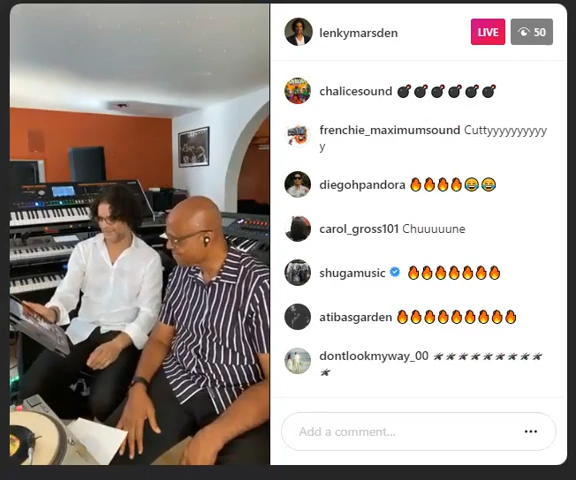 lenkymarsden
LIVE
50
chalicesound 💣💣💣💣💣💣
frenchie_maximumsound Cuttyyyyyyyyyy
y
diegohpandora 🔥🔥🔥🔥😂😂
carol_gross101 Chuuuuune
shugamusic 🔥🔥🔥🔥🔥🔥🔥
atibasgarden 🔥🔥🔥🔥🔥🔥🔥🔥🔥
dontlookmyway_00
Add a comment...